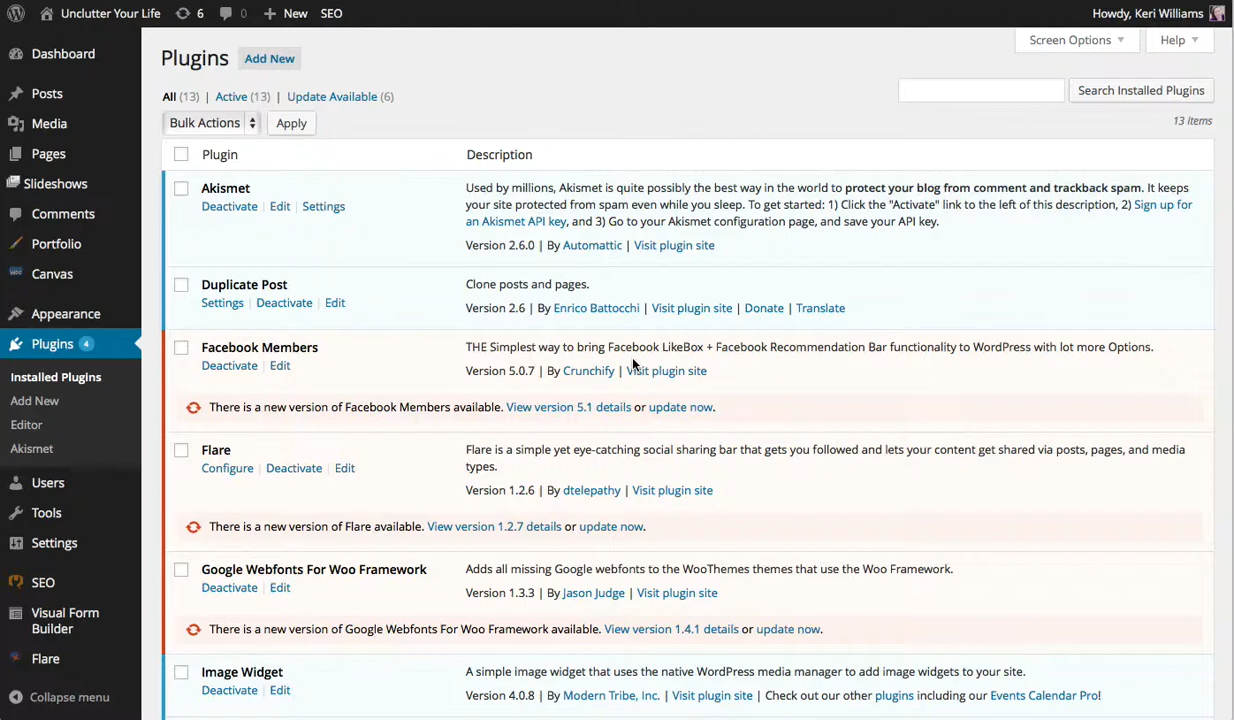 Unclutter Your Life 6 0 New SEO Howdy, Keri Williams
Dashboard
Posts
Media
Pages
Slideshows
Comments
Portfolio
Canvas
Appearance
Plugins 4
Installed Plugins
Add New
Editor
Akismet
Users
Tools
Settings
SEO
Visual Form
Builder
Flare
Collapse menu
Screen Options Help
Plugins Add New
All (13) | Active (13) | Update Available (6)
Search Installed Plugins
Bulk Actions Apply
13 items
Plugin Description
Akismet
Deactivate | Edit | Settings
Used by millions, Akismet is quite possibly the best way in the world to protect your blog from comment and trackback spam. It keeps
your site protected from spam even while you sleep. To get started: 1) Click the "Activate" link to the left of this description, 2) Sign up for
an Akismet API key, and 3) Go to your Akismet configuration page, and save your API key.
Version 2.6.0 | By Automattic | Visit plugin site
Duplicate Post
Settings | Deactivate | Edit
Clone posts and pages.
Version 2.6 | By Enrico Battocchi | Visit plugin site | Donate | Translate
Facebook Members
Deactivate | Edit
THE Simplest way to bring Facebook LikeBox + Facebook Recommendation Bar functionality to WordPress with lot more Options.
Version 5.0.7 | By Crunchify | Visit plugin site
There is a new version of Facebook Members available. View version 5.1 details or update now.
Flare
Configure | Deactivate | Edit
Flare is a simple yet eye-catching social sharing bar that gets you followed and lets your content get shared via posts, pages, and media
types.
Version 1.2.6 | By dtelepathy | Visit plugin site
There is a new version of Flare available. View version 1.2.7 details or update now.
Google Webfonts For Woo Framework
Deactivate | Edit
Adds all missing Google webfonts to the WooThemes themes that use the Woo Framework.
Version 1.3.3 | By Jason Judge | Visit plugin site
There is a new version of Google Webfonts For Woo Framework available. View version 1.4.1 details or update now.
Image Widget
Deactivate | Edit
A simple image widget that uses the native WordPress media manager to add image widgets to your site.
Version 4.0.8 | By Modern Tribe, Inc. | Visit plugin site | Check out our other plugins including our Events Calendar Pro!